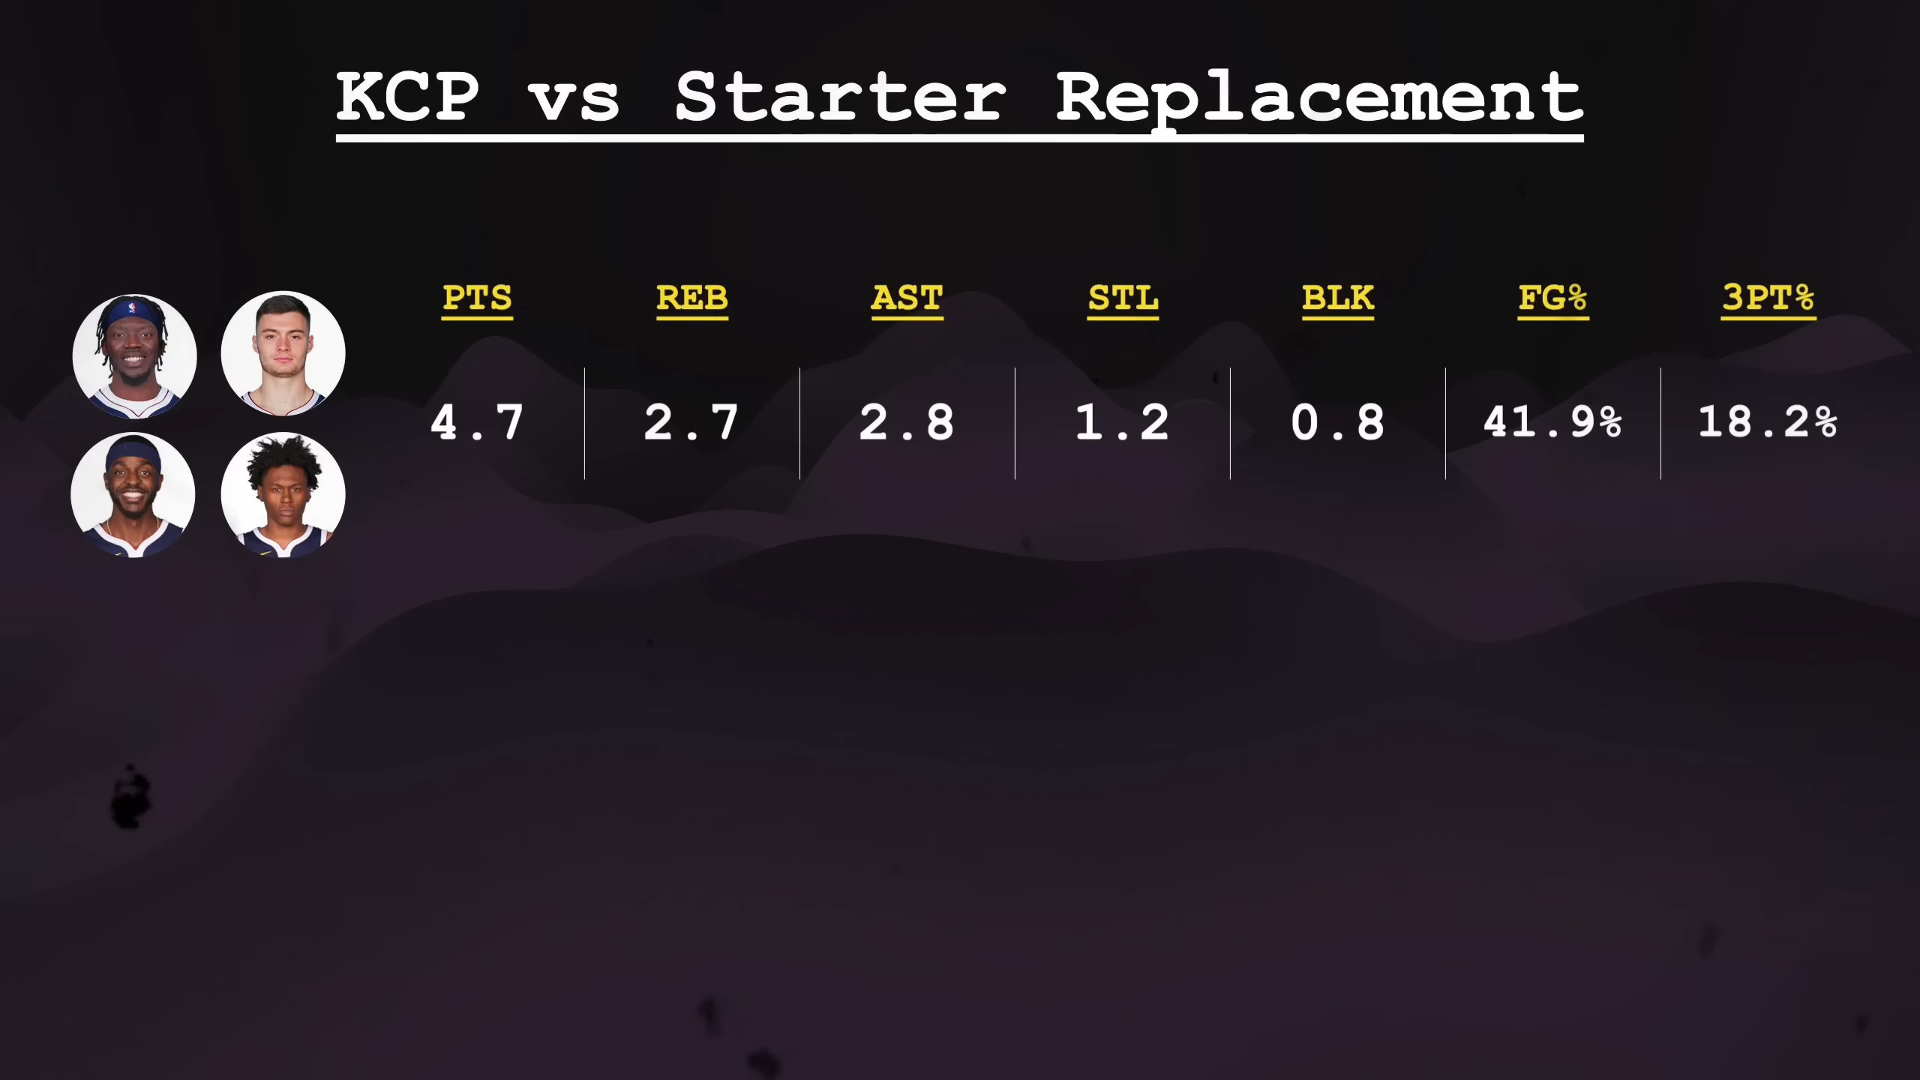 KCP vs Starter Replacement
PTS REB AST STL BLK FG% 3PT%
4.7 2.7 2.8 1.2 0.8 41.9% 18.2%